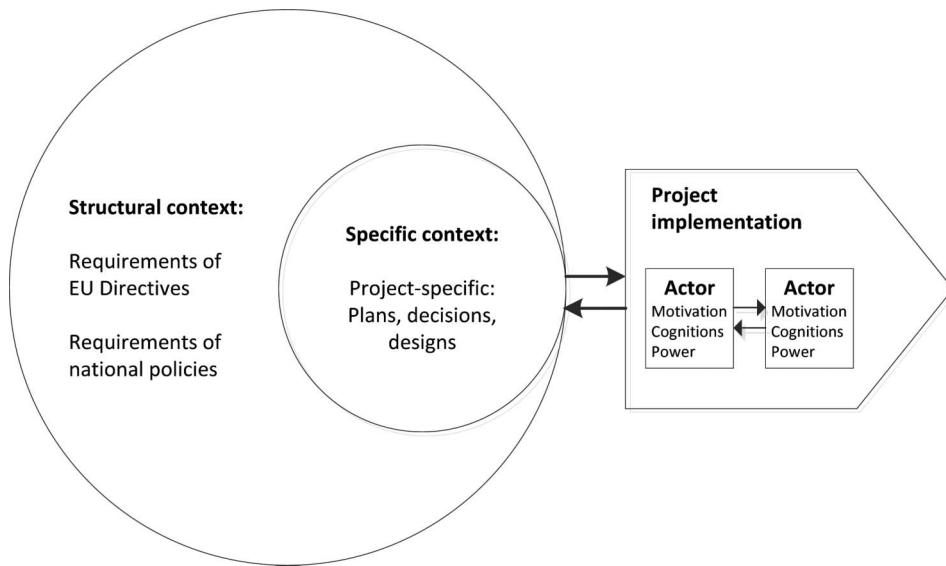 Structural context:
Requirements of
EU Directives
Requirements of
national policies
Specific context:
Project-specific:
Plans, decisions,
designs
Project
implementation
Actor
Motivation
Cognitions
Power
Actor
Motivation
Cognitions
Power